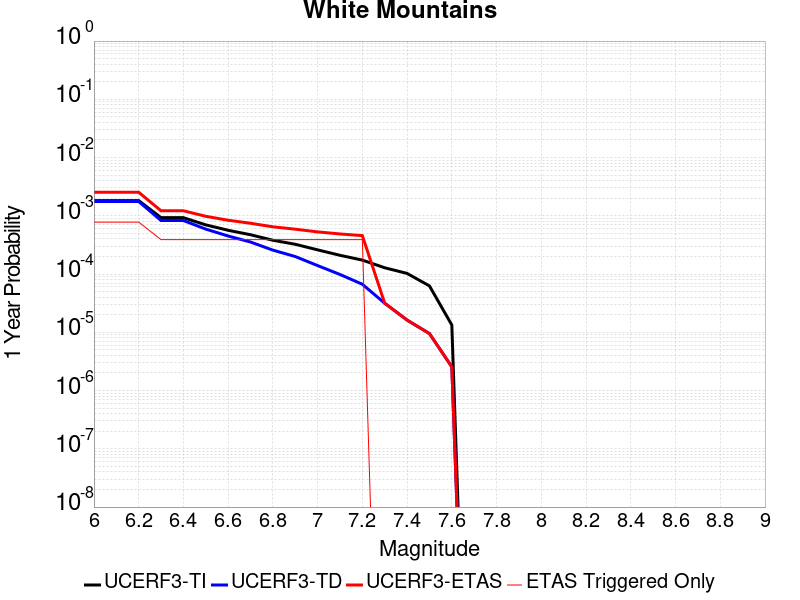 White Mountains
10^0
10^-1
10^-2
10^-3
10^-4
10^-5
10^-6
10^-7
10^-8
1 Year Probability
6 6.2 6.4 6.6 6.8 7 7.2 7.4 7.6 7.8 8 8.2 8.4 8.6 8.8 9
Magnitude
UCERF3-TI UCERF3-TD UCERF3-ETAS ETAS Triggered Only